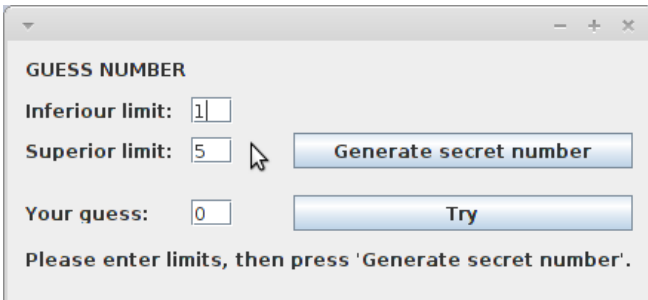 GUESS NUMBER
Inferiour limit: 1
Superior limit: 5 Generate secret number
Your guess: 0 Try
Please enter limits, then press 'Generate secret number'.